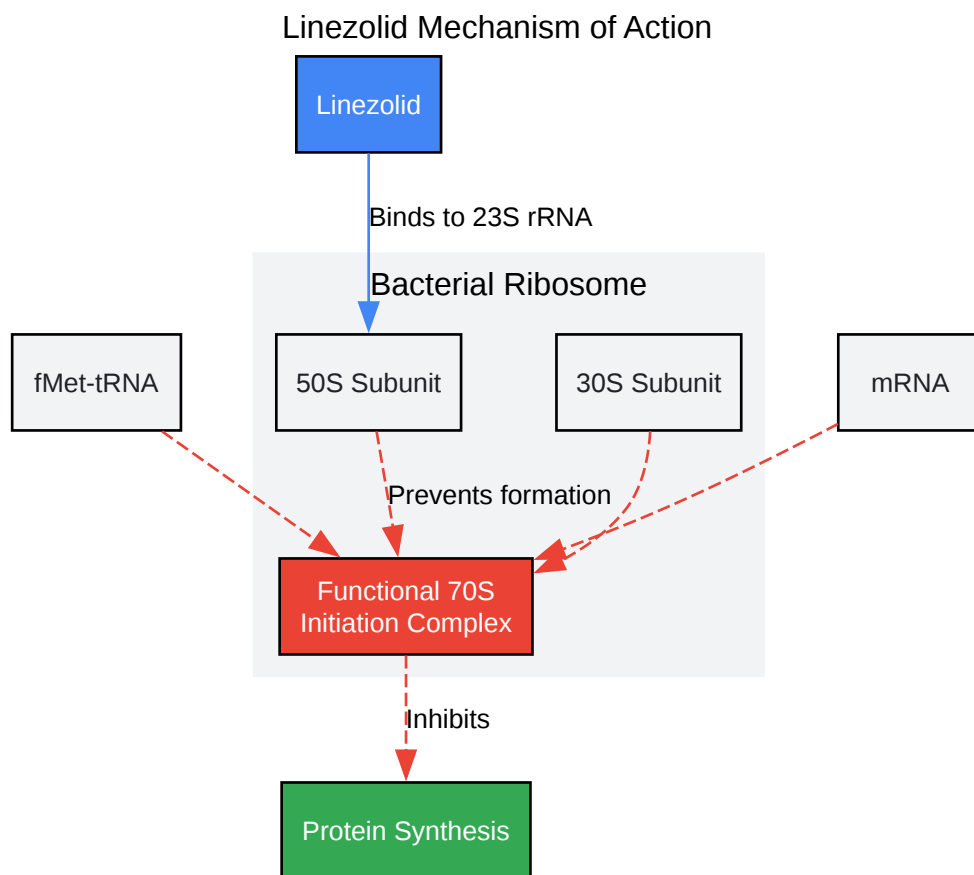 Linezolid Mechanism of Action
Linezolid
Binds to 23S rRNA
Bacterial Ribosome
fMet-tRNA
50S Subunit
30S Subunit
mRNA
Prevents formation
Functional 70S
Initiation Complex
Inhibits
Protein Synthesis